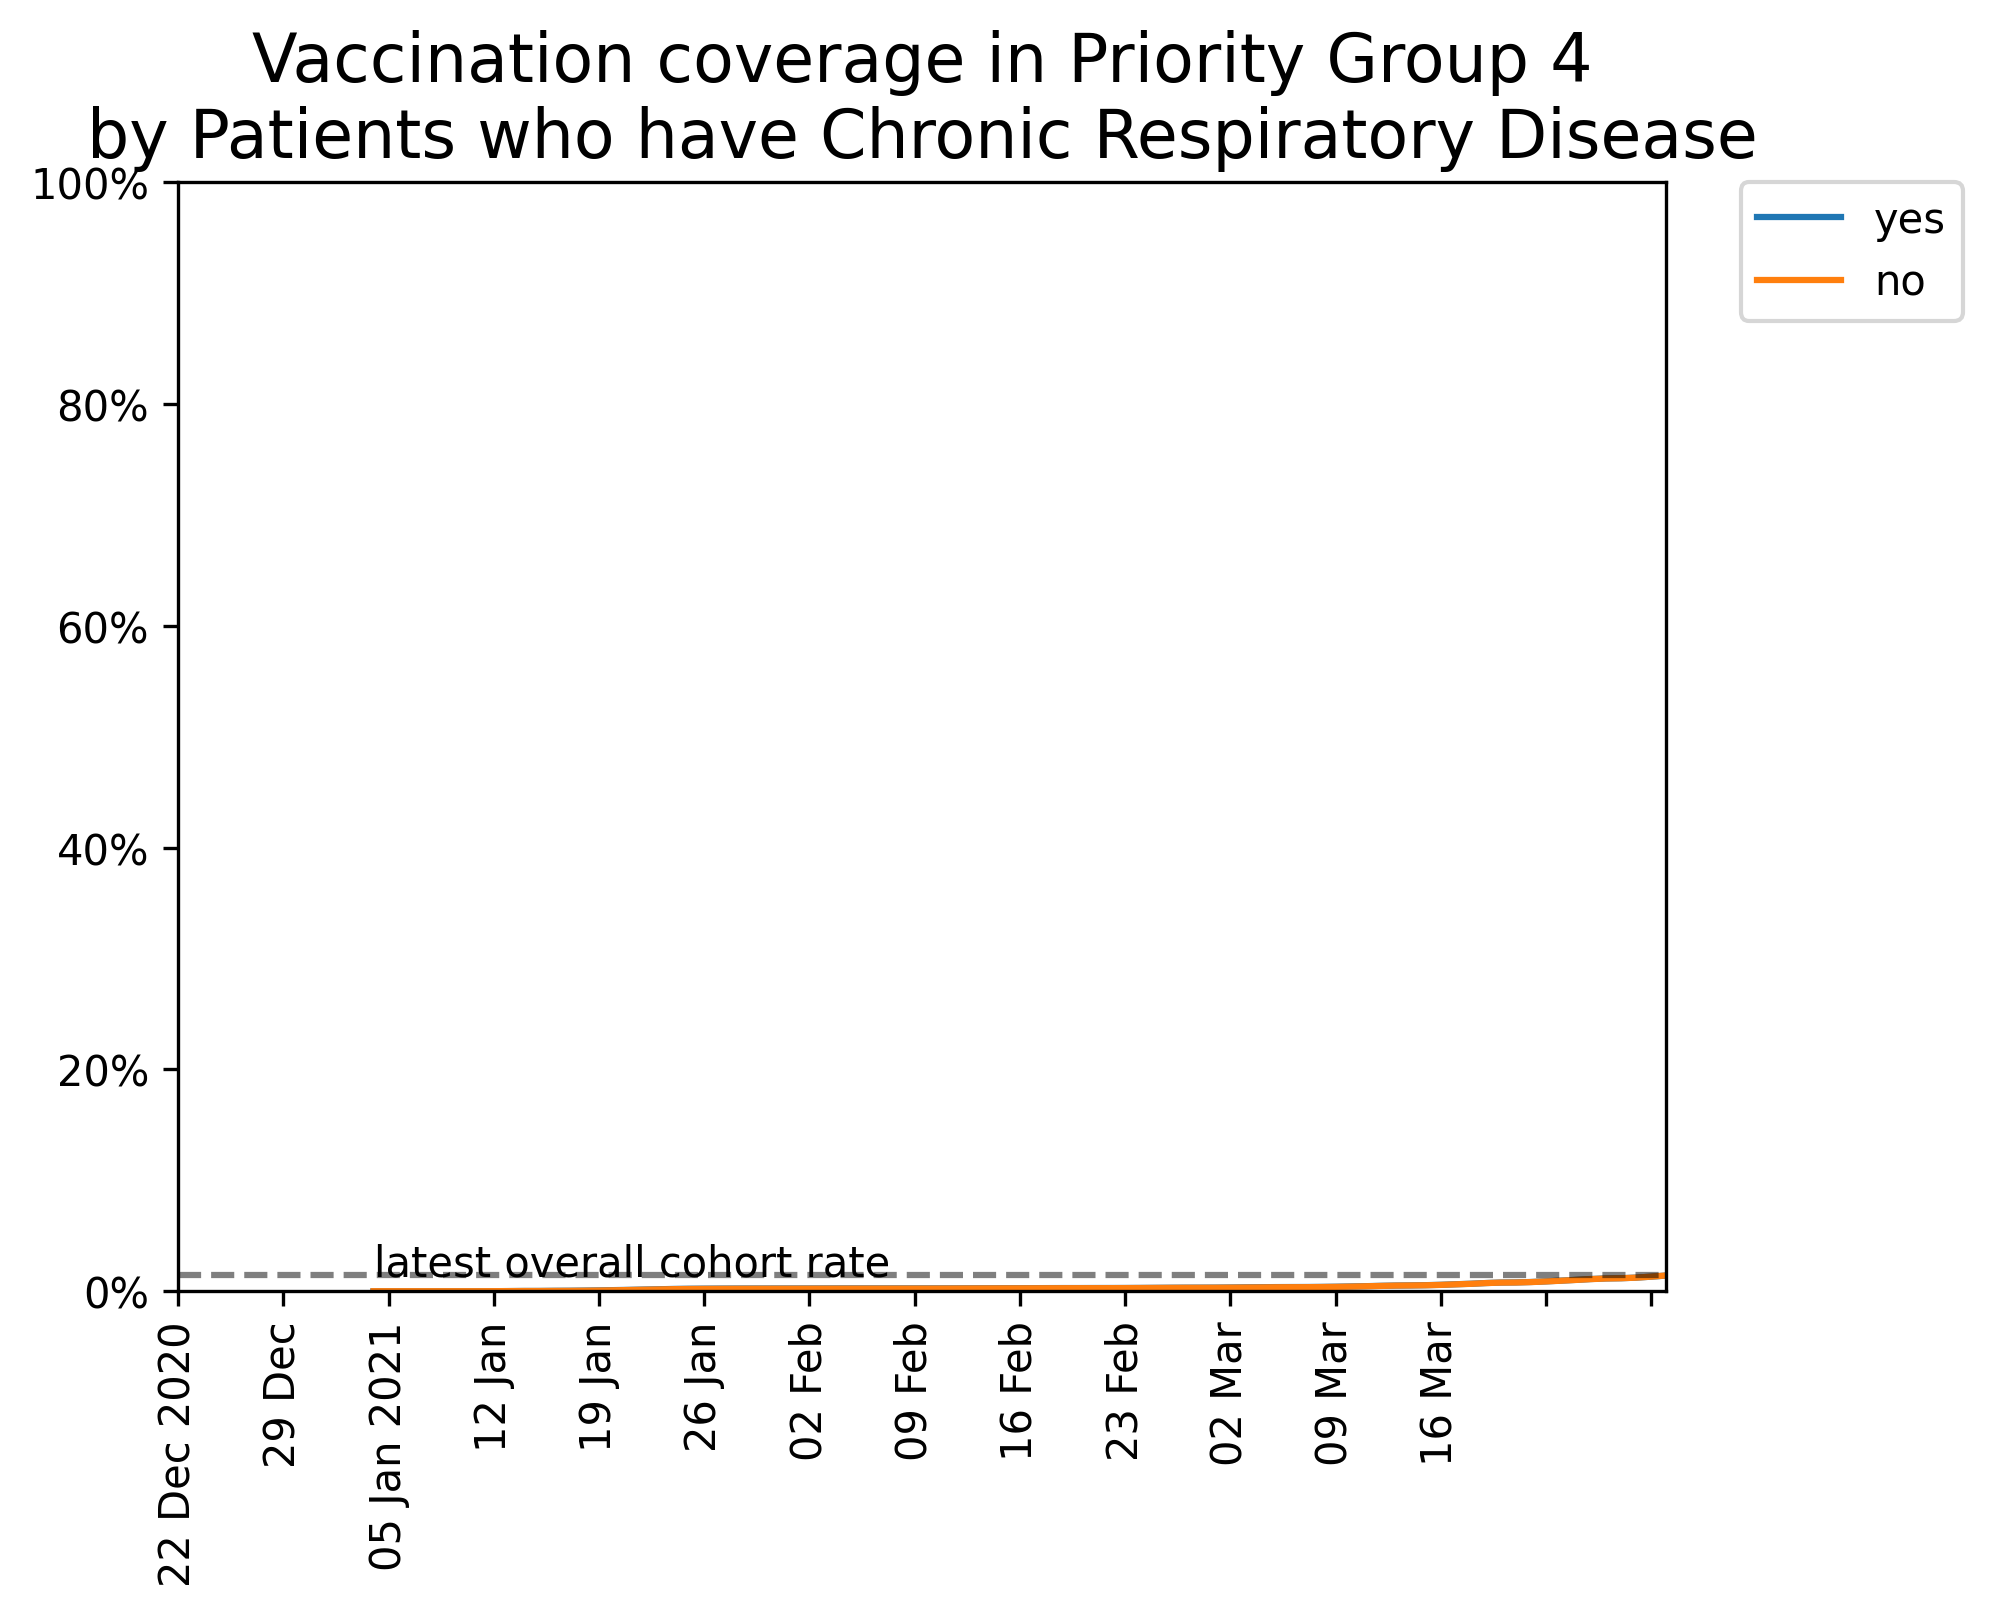 Vaccination coverage in Priority Group 4
by Patients who have Chronic Respiratory Disease
100%
80%
60%
40%
20%
0%
yes
no
latest overall cohort rate
22 Dec 2020
29 Dec
05 Jan 2021
12 Jan
19 Jan
26 Jan
02 Feb
09 Feb
16 Feb
23 Feb
02 Mar
09 Mar
16 Mar